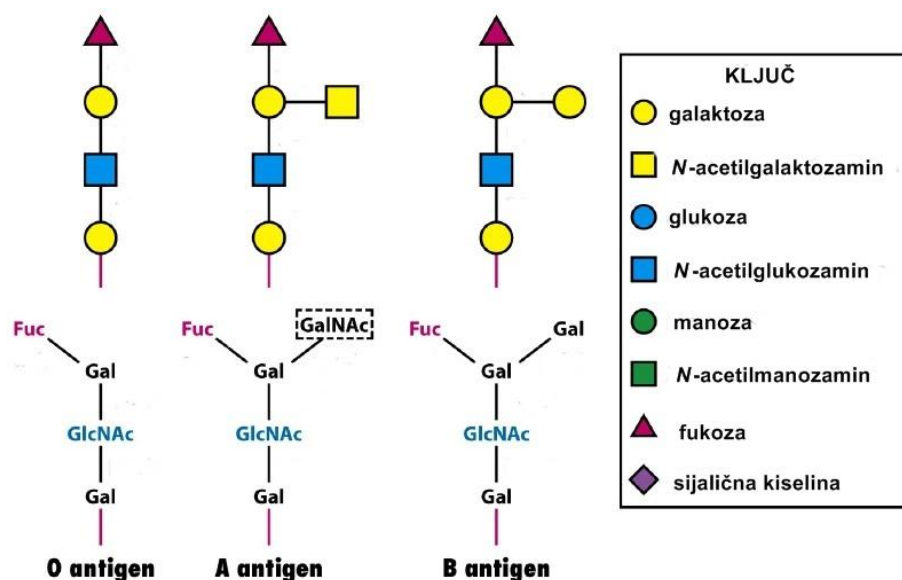 KLJUČ
galaktoza
N-acetilgalaktozamin
glukoza
N-acetilglukozamin
manoza
N-acetilmanozamin
fukoza
sijalična kiselina
Fuc
Gal
GlcNAc
Gal
O antigen
Fuc
GalNAc
Gal
GlcNAc
Gal
A antigen
Fuc
Gal
Gal
GlcNAc
Gal
B antigen